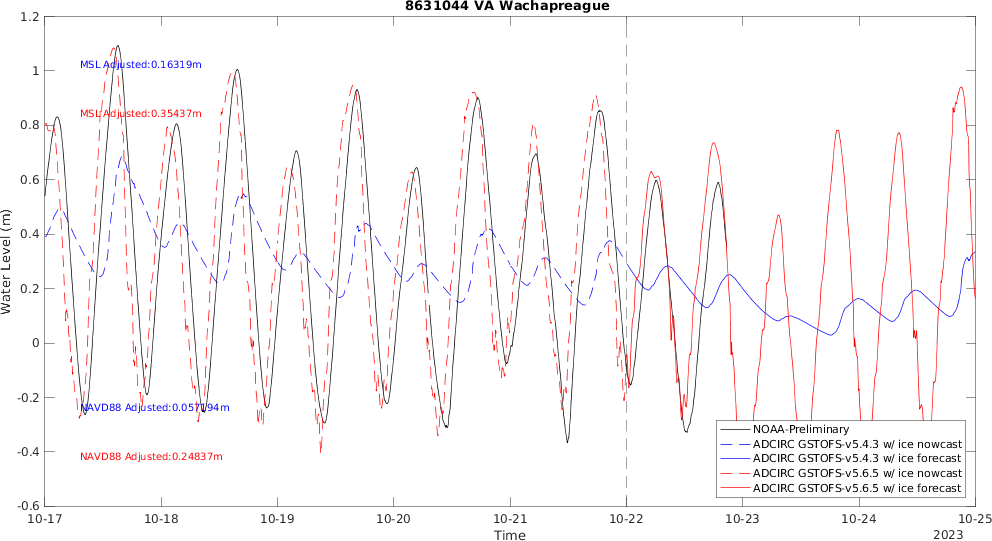 8631044 VA Wachapreague
1.2
1
0.8
0.6
0.4
0.2
0
-0.2
-0.4
-0.6
Water Level (m)
MSL Adjusted:0.16319m
MSL Adjusted:0.35437m
NAVD88 Adjusted:0.057194m
NAVD88 Adjusted:0.24837m
NOAA-Preliminary
ADCIRC GSTOFS-v5.4.3 w/ ice nowcast
ADCIRC GSTOFS-v5.4.3 w/ ice forecast
ADCIRC GSTOFS-v5.6.5 w/ ice nowcast
ADCIRC GSTOFS-v5.6.5 w/ ice forecast
10-17 10-18 10-19 10-20 10-21 10-22 10-23 10-24 10-25
Time
2023